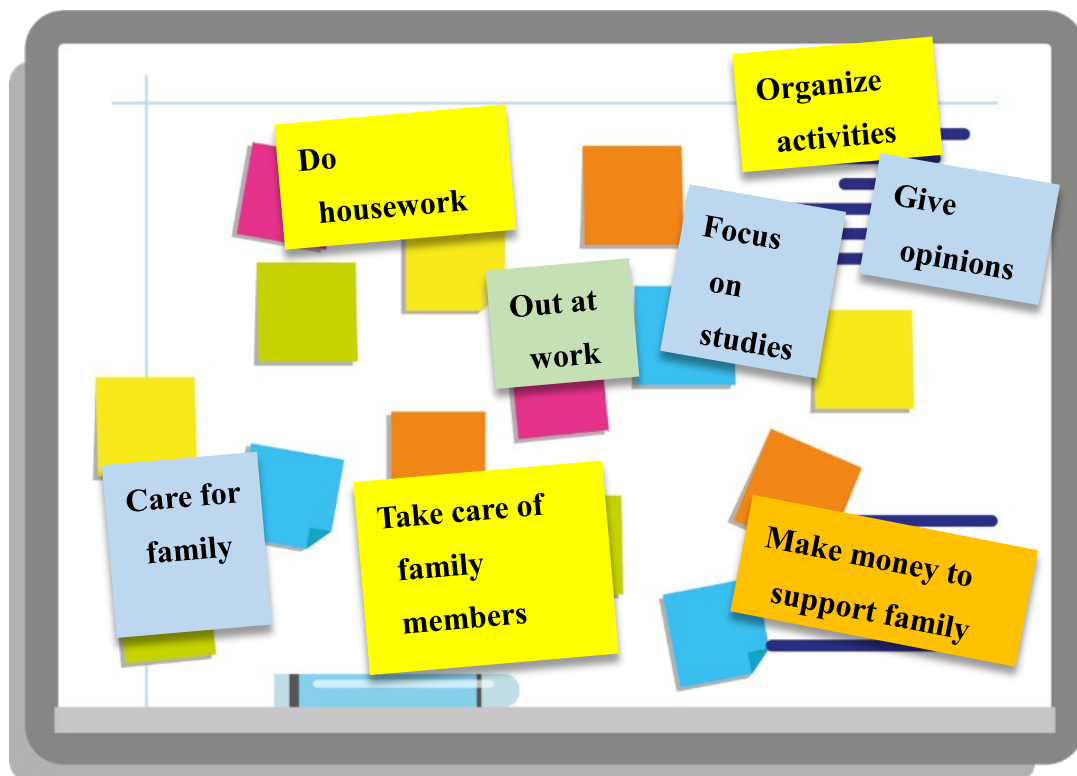 Organize
activities
Do
housework
Give
opinions
Focus
on
studies
Out at
work
Care for
family
Take care of
family
members
Make money to
support family